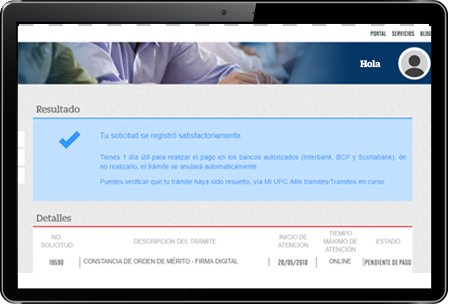 PORTAL SERVICIOS BLOG
Hola
Resultado
Tu solicitud se registró satisfactoriamente
Tienes 1 día útil para realizar el pago en los bancos autorizados (Interbank, BCP y Scotiabank), de
no realizarlo, el trámite se anulará automaticamente.
Puedes verificar que tu trámite haya sido resuelto, vía Mi UPC /Mis tramites/Tramites en curso
Detalles
NO. SOLICITUD
DESCRIPCIÓN DEL TRÁMITE
INICIO DE ATENCIÓN
TIEMPO MÁXIMO DE ATENCIÓN
ESTADO
19590 CONSTANCIA DE ORDEN DE MÉRITO - FIRMA DIGITAL 28/05/2018 ONLINE PENDIENTE DE PAGO